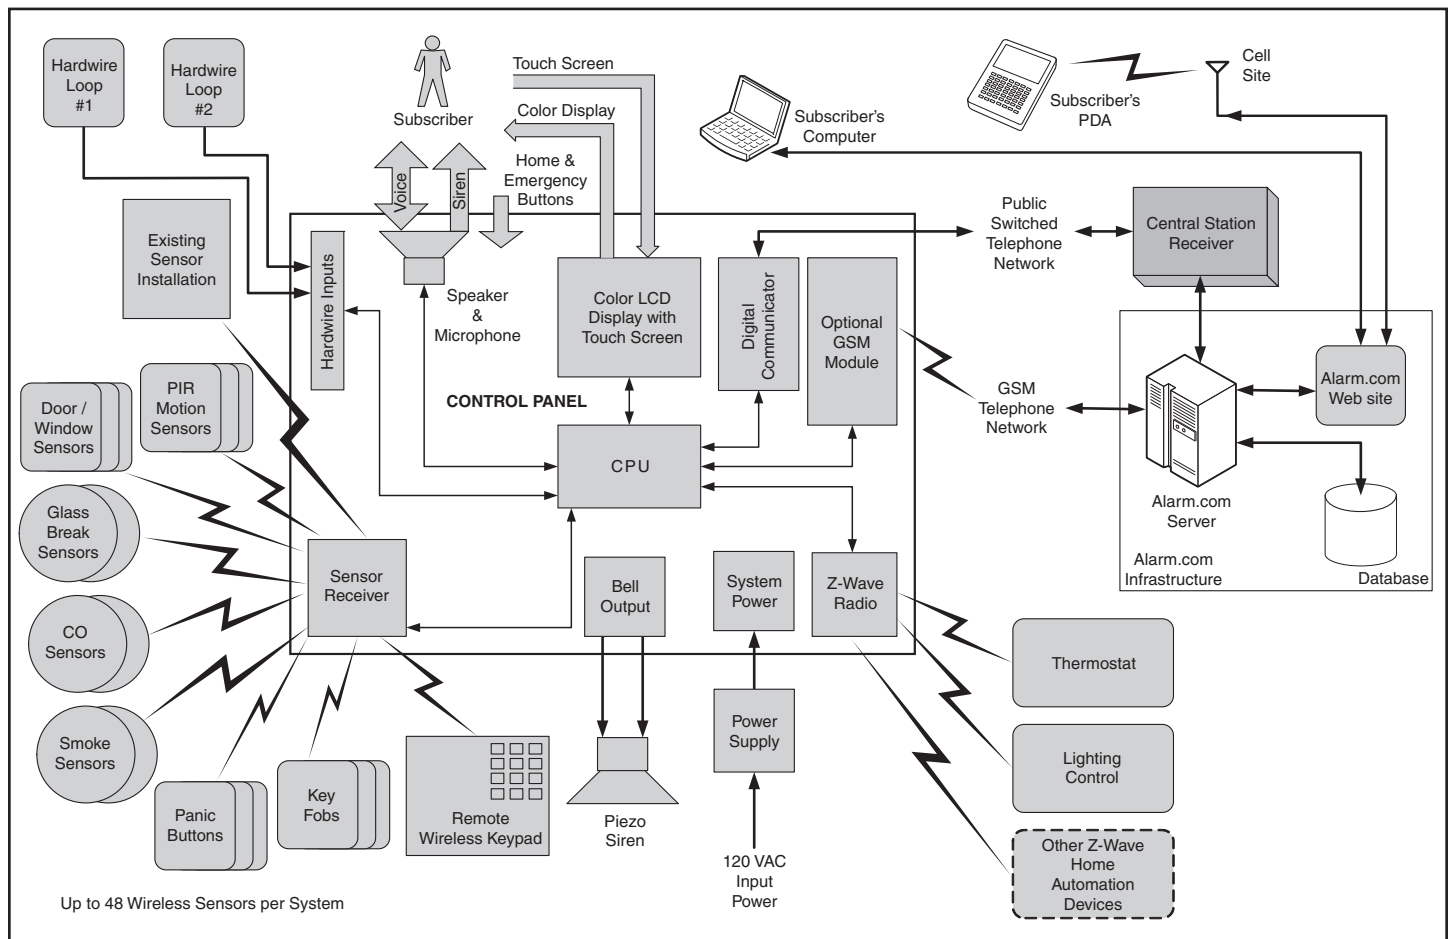 Hardwire
Loop
#1
Hardwire
Loop
#2
Subscriber
Touch Screen
Color Display
Home &
Emergency
Buttons
Voice
Siren
Subscriber's
Computer
Subscriber's
PDA
Cell
Site
Existing
Sensor
Installation
Hardwire Inputs
Speaker
&
Microphone
Color LCD
Display with
Touch Screen
Digital
Communicator
Optional
GSM
Module
Public
Switched
Telephone
Network
Central Station
Receiver
CONTROL PANEL
CPU
GSM
Telephone
Network
Alarm.com
Web site
Alarm.com
Server
Alarm.com
Infrastructure
Database
Door /
Window
Sensors
PIR
Motion
Sensors
Glass
Break
Sensors
CO
Sensors
Smoke
Sensors
Panic
Buttons
Key
Fobs
Remote
Wireless Keypad
Sensor
Receiver
Bell
Output
Piezo
Siren
System
Power
Power
Supply
120 VAC
Input
Power
Z-Wave
Radio
Thermostat
Lighting
Control
Other Z-Wave
Home
Automation
Devices
Up to 48 Wireless Sensors per System